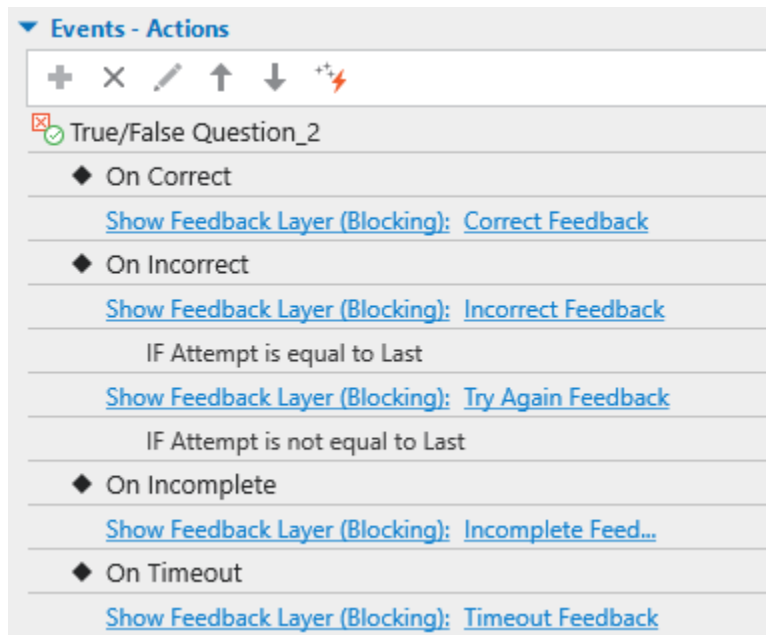 Events - Actions
True/False Question_2
On Correct
Show Feedback Layer (Blocking): Correct Feedback
On Incorrect
Show Feedback Layer (Blocking): Incorrect Feedback
IF Attempt is equal to Last
Show Feedback Layer (Blocking): Try Again Feedback
IF Attempt is not equal to Last
On Incomplete
Show Feedback Layer (Blocking): Incomplete Feed...
On Timeout
Show Feedback Layer (Blocking): Timeout Feedback